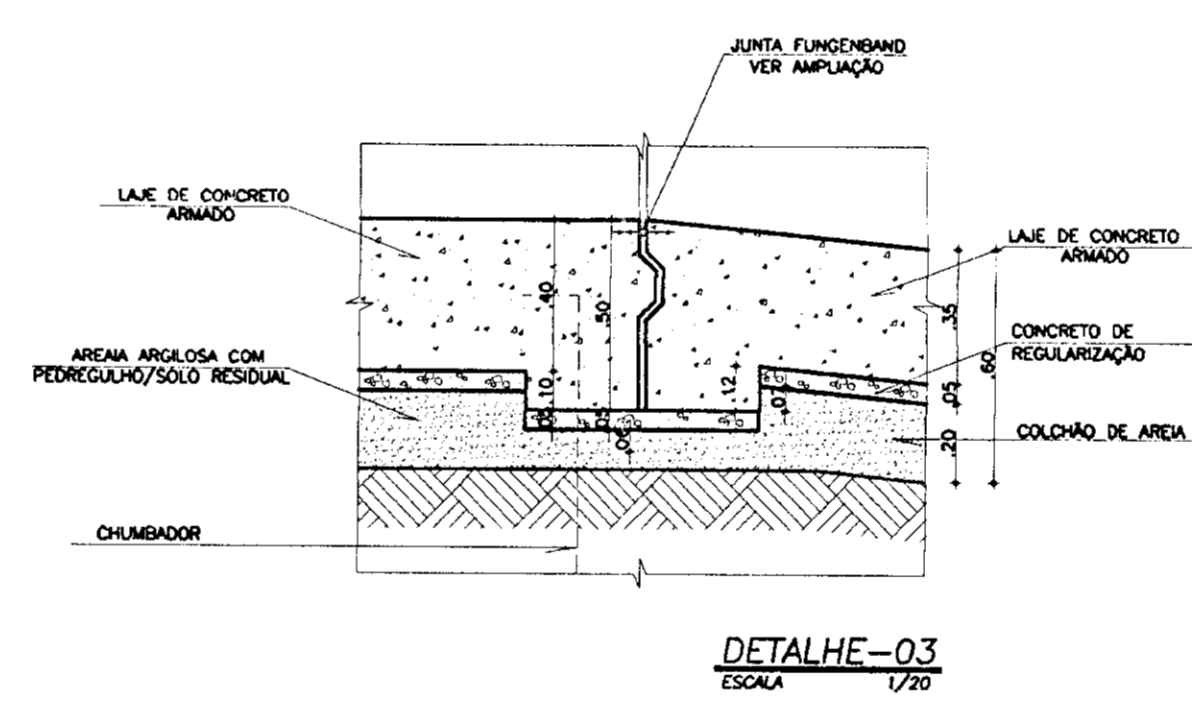 JUNTA FUNGENBAND
VER AMPLIAÇÃO
LAJE DE CONCRETO
ARMADO
LAJE DE CONCRETO
ARMADO
CONCRETO DE
REGULARIZAÇÃO
AREAIA ARGILOSA COM
PEDREGULHO/SOLO RESIDUAL
COLCHÃO DE AREIA
CHUMBADOR
.40
.50
.35
.60
.10
.12
.05
.05
.05
.20
DETALHE-03
ESCALA 1/20